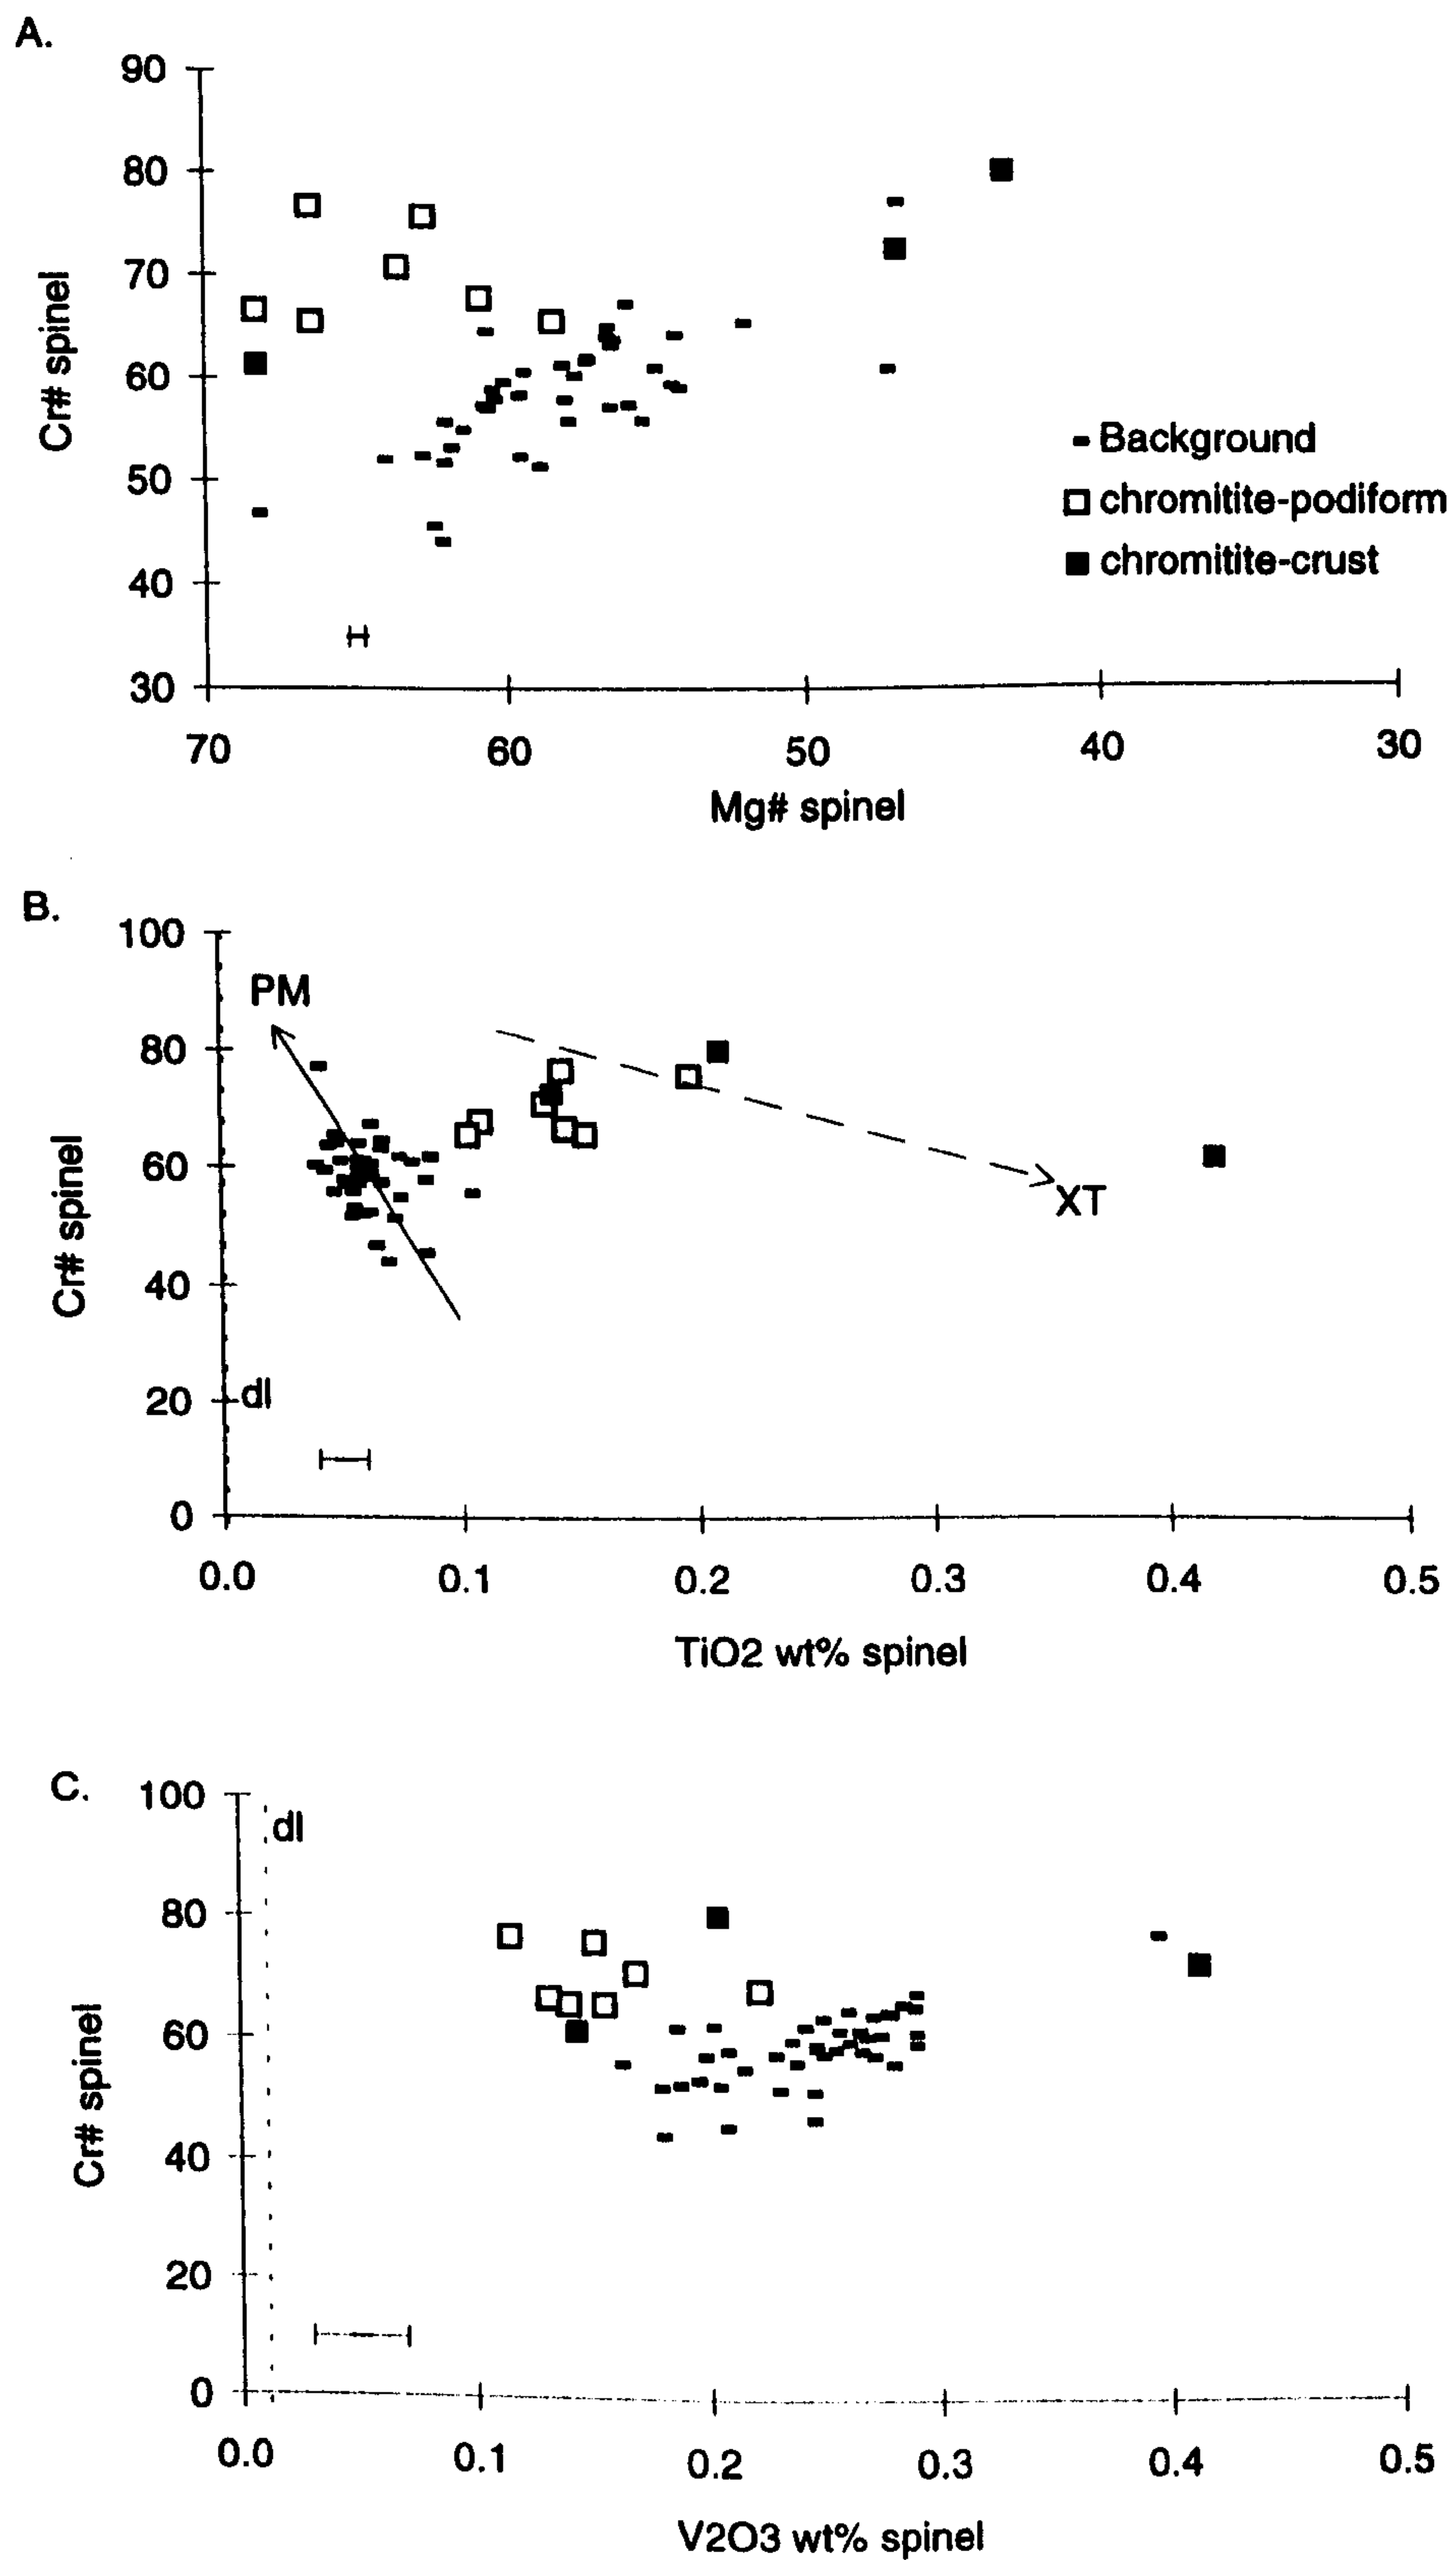 A.
90
80
70
60
50
40
30
Cr# spinel
Background
chromitite-podiform
chromitite-crust
70 60 50 40 30
Mg# spinel
B.
100
PM
80
60
XT
40
20
dl
0
Cr# spinel
0.0 0.1 0.2 0.3 0.4 0.5
TiO2 wt% spinel
C.
100
dl
80
60
40
20
0
Cr# spinel
0.0 0.1 0.2 0.3 0.4 0.5
V2O3 wt% spinel